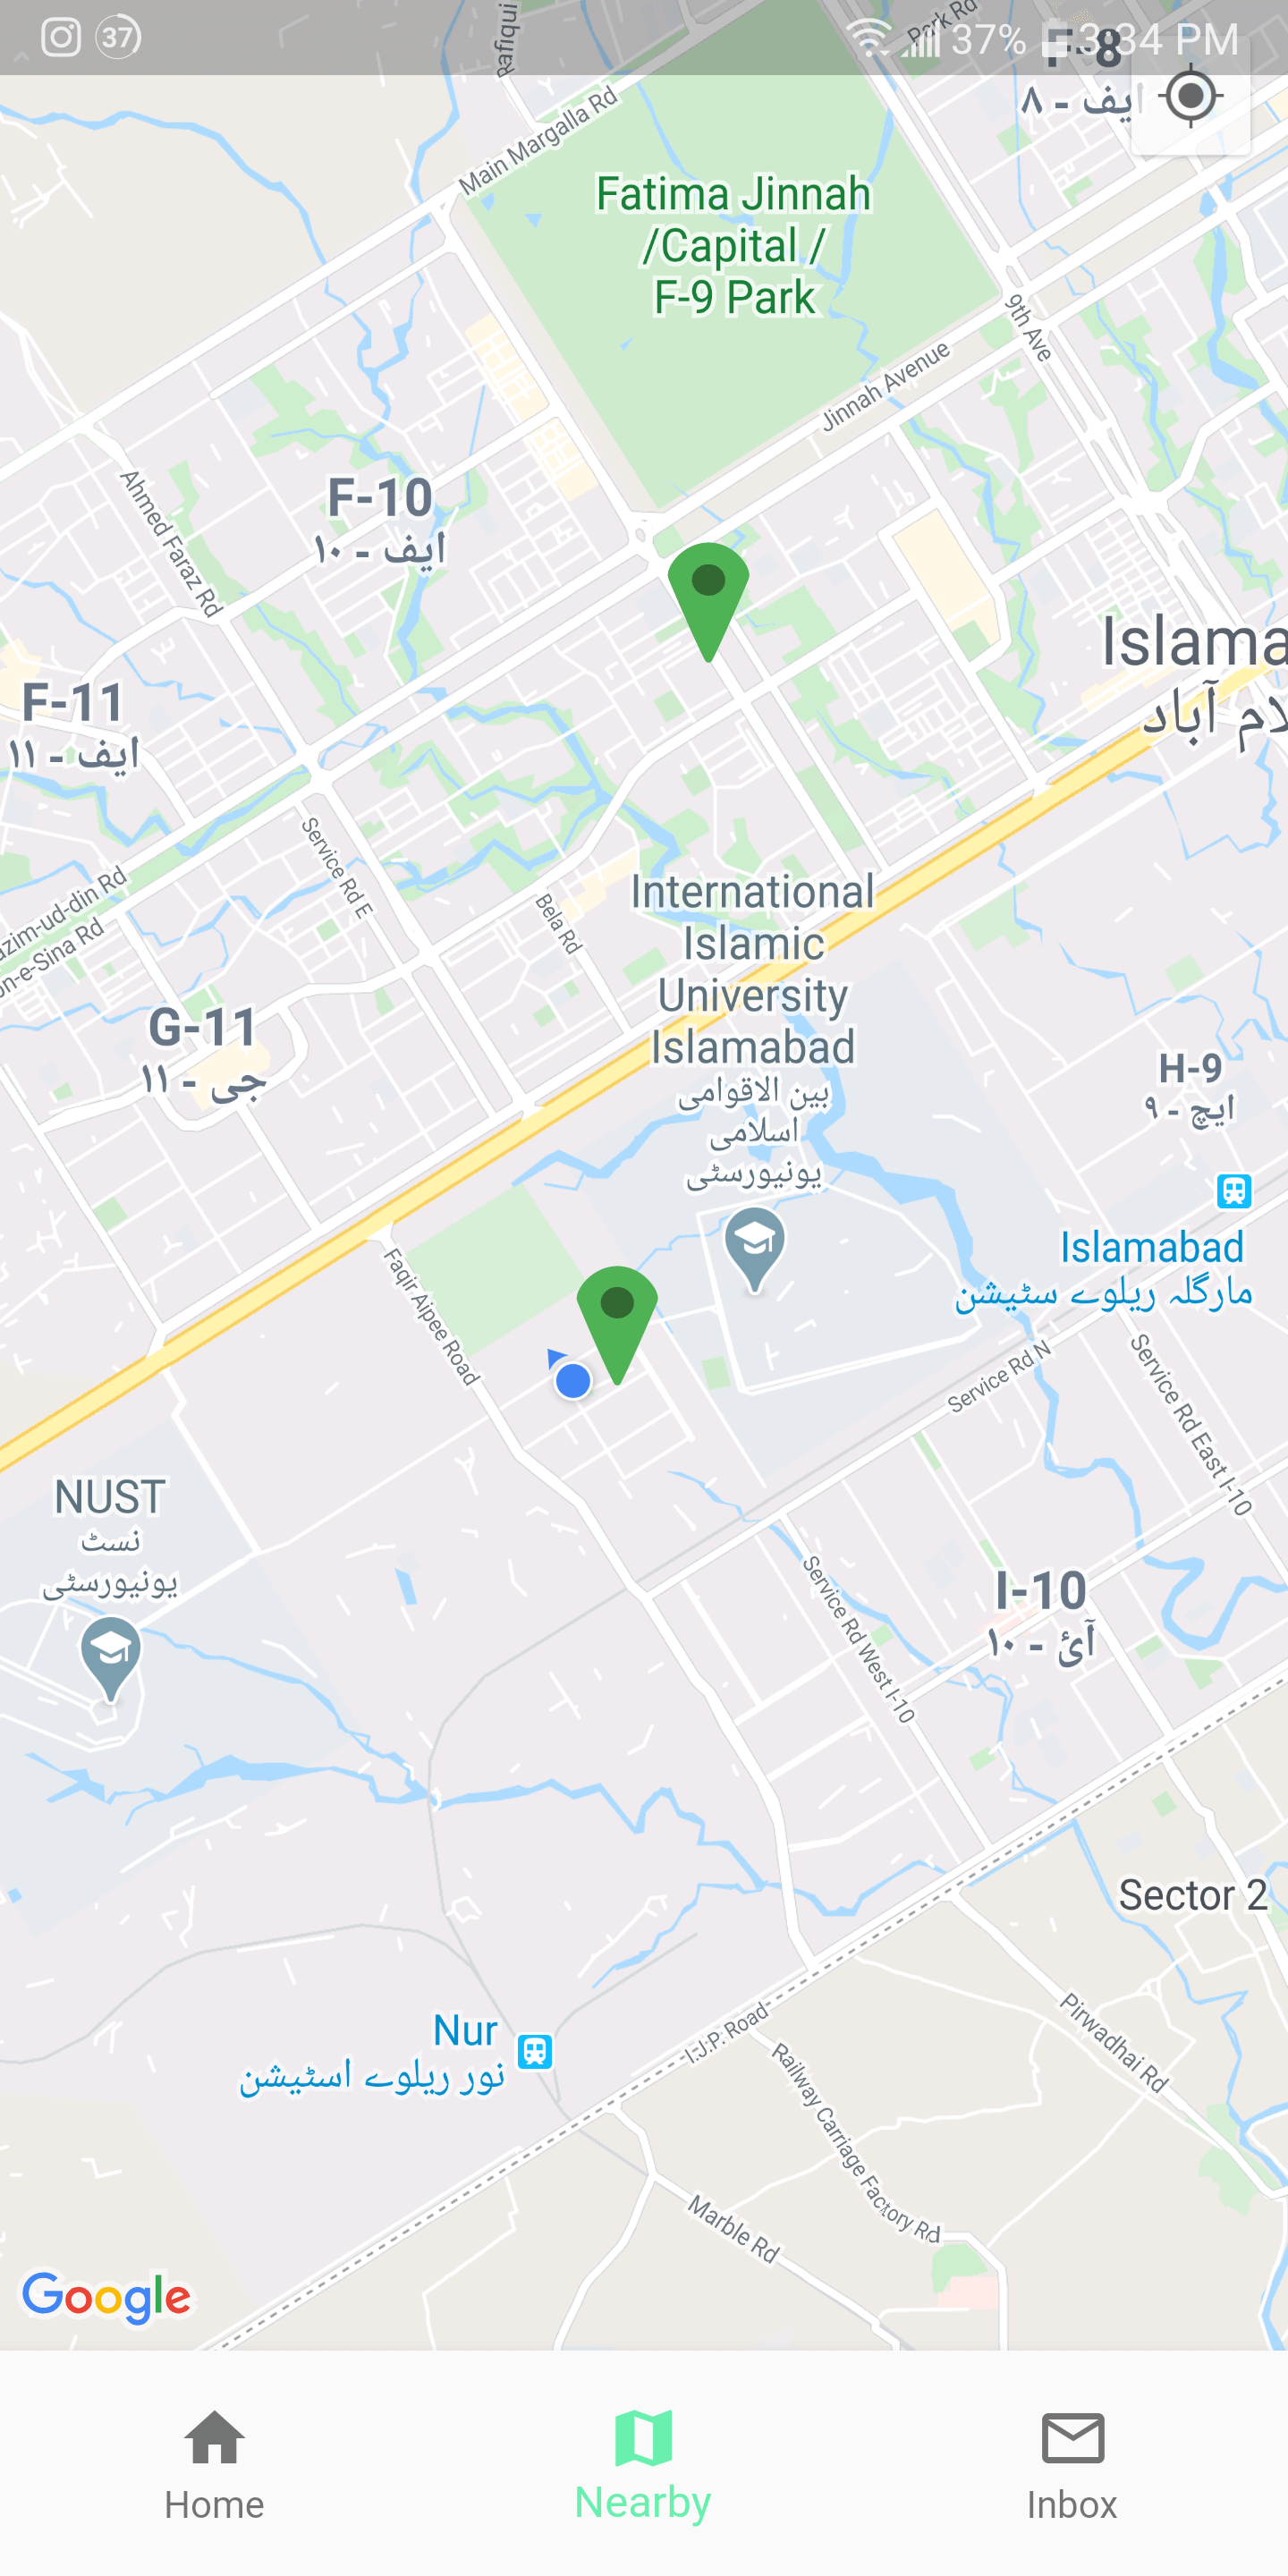 37
37%
3:34 PM
Rafiqui
Park Rd
F-8
ایف - ۸
Main Margalla Rd
Fatima Jinnah
/Capital /
F-9 Park
9th Ave
Jinnah Avenue
Ahmed Faraz Rd
F-10
ایف - ۱۰
Islama
لام آباد
F-11
ایف - ۱۱
Service Rd E
azim-ud-din Rd
on-e-Sina Rd
Bela Rd
International
Islamic
University
Islamabad
بین الاقوامی
اسلامی
یونیورسٹی
G-11
جی - ۱۱
H-9
ایچ - ۹
Islamabad
مارگلہ ریلوے سٹیشن
Faqir Aipee Road
Service Rd N
Service Rd East I-10
NUST
نسٹ
یونیورسٹی
Service Rd West I-10
I-10
آئ - ۱۰
Sector 2
Nur
نور ریلوے اسٹیشن
I.J.P. Road
Pirwadhai Rd
Railway Carriage Factory Rd
Marble Rd
Google
Home
Nearby
Inbox